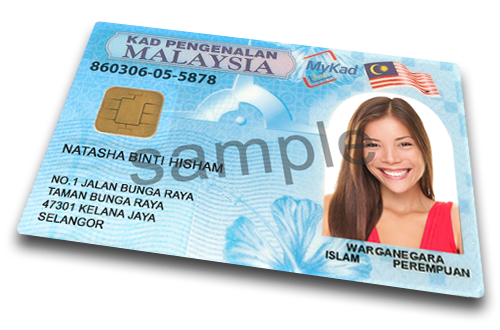 KAD PENGENALAN
MALAYSIA
MyKad
860306-05-5878
sample
NATASHA BINTI HISHAM
NO.1 JALAN BUNGA RAYA
TAMAN BUNGA RAYA
47301 KELANA JAYA
SELANGOR
WARGANEGARA
ISLAM PEREMPUAN